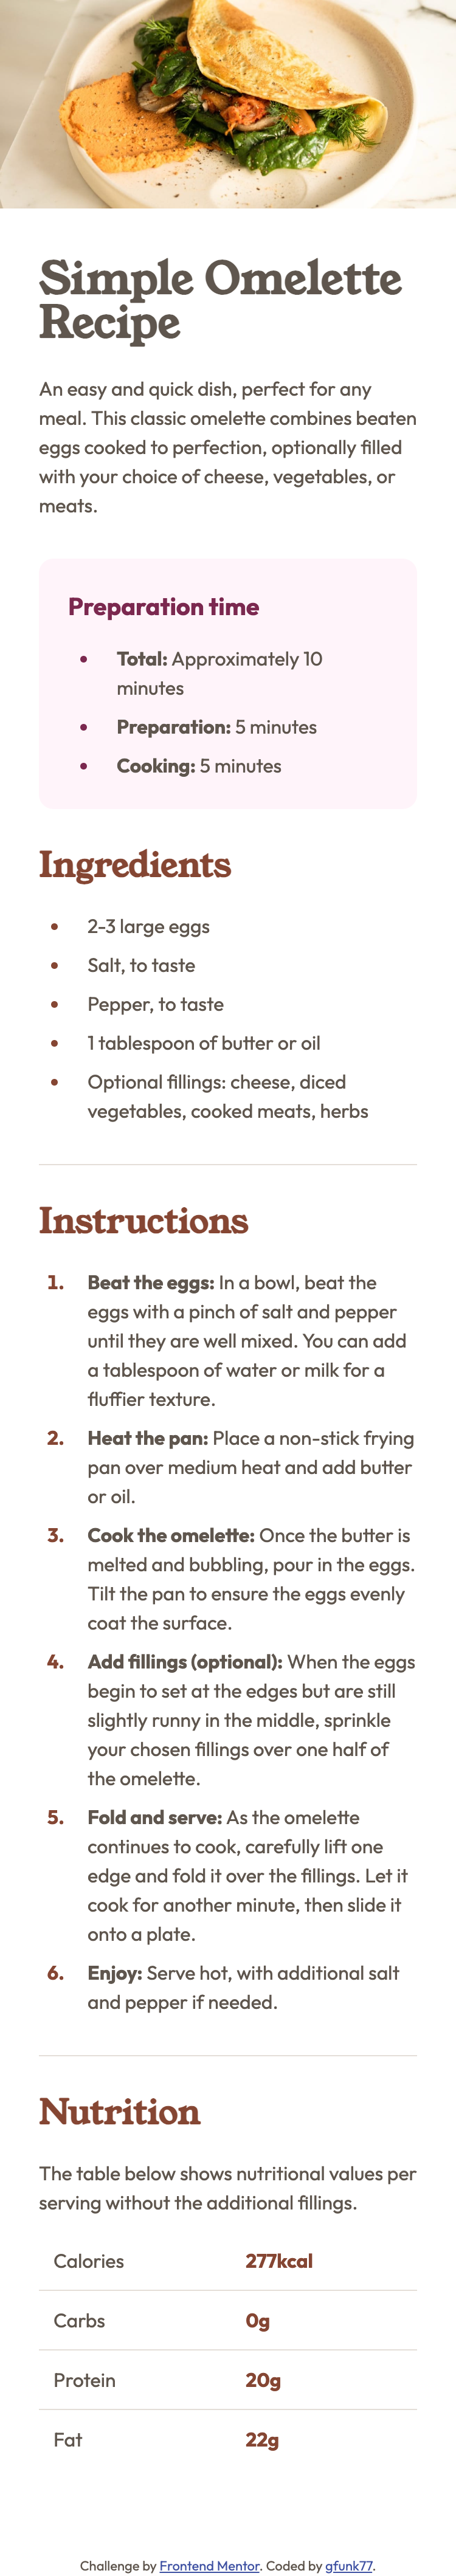 Simple Omelette
Recipe
An easy and quick dish, perfect for any
meal. This classic omelette combines beaten
eggs cooked to perfection, optionally filled
with your choice of cheese, vegetables, or
meats.
Preparation time
• Total: Approximately 10
minutes
• Preparation: 5 minutes
• Cooking: 5 minutes
Ingredients
• 2-3 large eggs
• Salt, to taste
• Pepper, to taste
• 1 tablespoon of butter or oil
• Optional fillings: cheese, diced
vegetables, cooked meats, herbs
Instructions
1. Beat the eggs: In a bowl, beat the
eggs with a pinch of salt and pepper
until they are well mixed. You can add
a tablespoon of water or milk for a
fluffier texture.
2. Heat the pan: Place a non-stick frying
pan over medium heat and add butter
or oil.
3. Cook the omelette: Once the butter is
melted and bubbling, pour in the eggs.
Tilt the pan to ensure the eggs evenly
coat the surface.
4. Add fillings (optional): When the eggs
begin to set at the edges but are still
slightly runny in the middle, sprinkle
your chosen fillings over one half of
the omelette.
5. Fold and serve: As the omelette
continues to cook, carefully lift one
edge and fold it over the fillings. Let it
cook for another minute, then slide it
onto a plate.
6. Enjoy: Serve hot, with additional salt
and pepper if needed.
Nutrition
The table below shows nutritional values per
serving without the additional fillings.
Calories 277kcal
Carbs 0g
Protein 20g
Fat 22g
Challenge by Frontend Mentor. Coded by gfunk77.